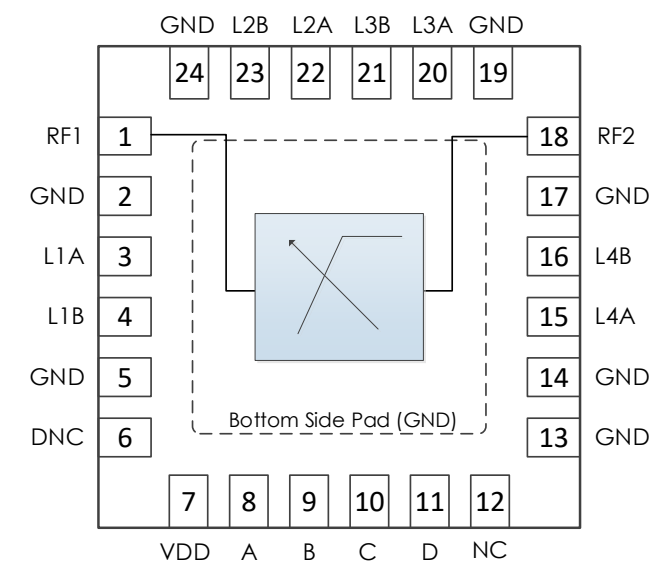 GND L2B L2A L3B L3A GND
24 23 22 21 20 19
RF1 1 18 RF2
GND 2 17 GND
L1A 3 16 L4B
L1B 4 15 L4A
GND 5 14 GND
Bottom Side Pad (GND)
DNC 6 13 GND
7 8 9 10 11 12
VDD A B C D NC